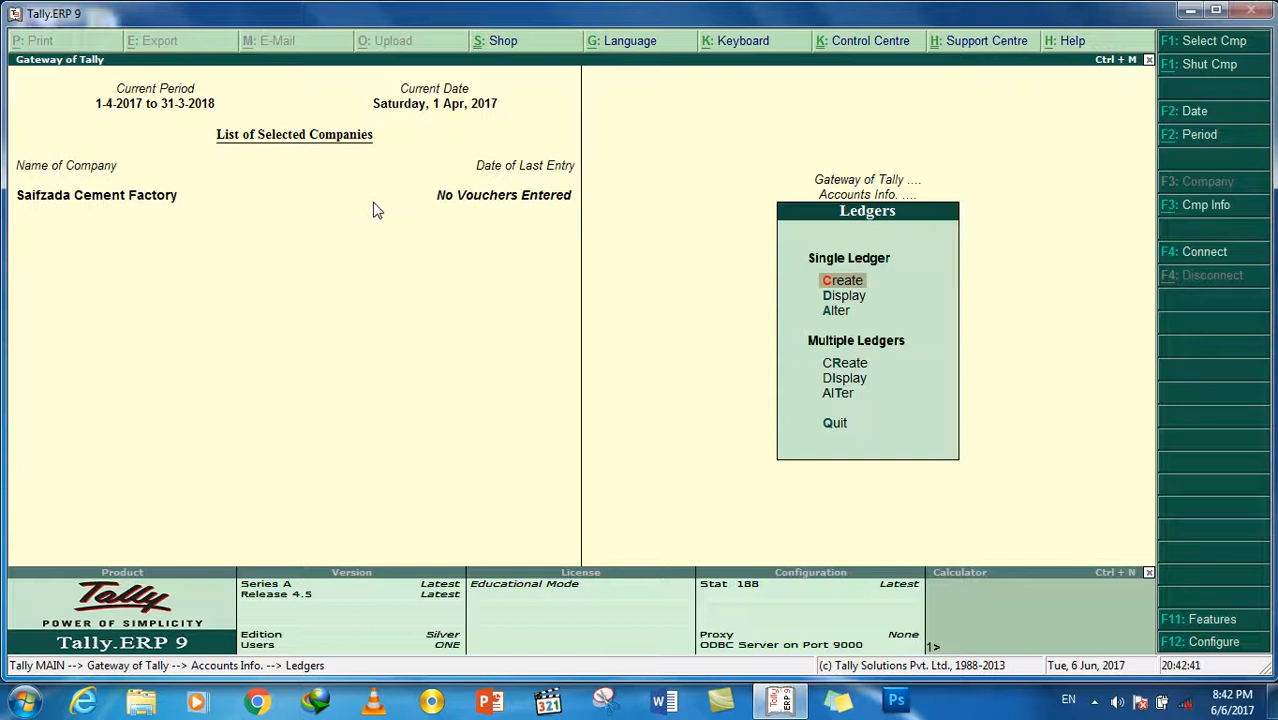 Tally.ERP 9
P: Print
E: Export
M: E-Mail
O: Upload
S: Shop
G: Language
K: Keyboard
K: Control Centre
H: Support Centre
H: Help
Gateway of Tally
Ctrl + M
Current Period
Current Date
1-4-2017 to 31-3-2018
Saturday, 1 Apr, 2017
List of Selected Companies
Name of Company
Date of Last Entry
Saifzada Cement Factory
No Vouchers Entered
Gateway of Tally ....
Accounts Info. ....
Ledgers
Single Ledger
Create
Display
Alter
Multiple Ledgers
CReate
DIsplay
AlTer
Quit
F1: Select Cmp
F1: Shut Cmp
F2: Date
F2: Period
F3: Company
F3: Cmp Info
F4: Connect
F4: Disconnect
F11: Features
F12: Configure
Product
Tally
POWER OF SIMPLICITY
Tally.ERP 9
Version
Series A Latest
Release 4.5 Latest
Edition Silver
Users ONE
License
Educational Mode
Configuration
Stat 188 Latest
Proxy None
ODBC Server on Port 9000
Calculator
Ctrl + N
1>
Tally MAIN --> Gateway of Tally --> Accounts Info. --> Ledgers
(c) Tally Solutions Pvt. Ltd., 1988-2013
Tue, 6 Jun, 2017
20:42:41
321
EN
8:42 PM
6/6/2017